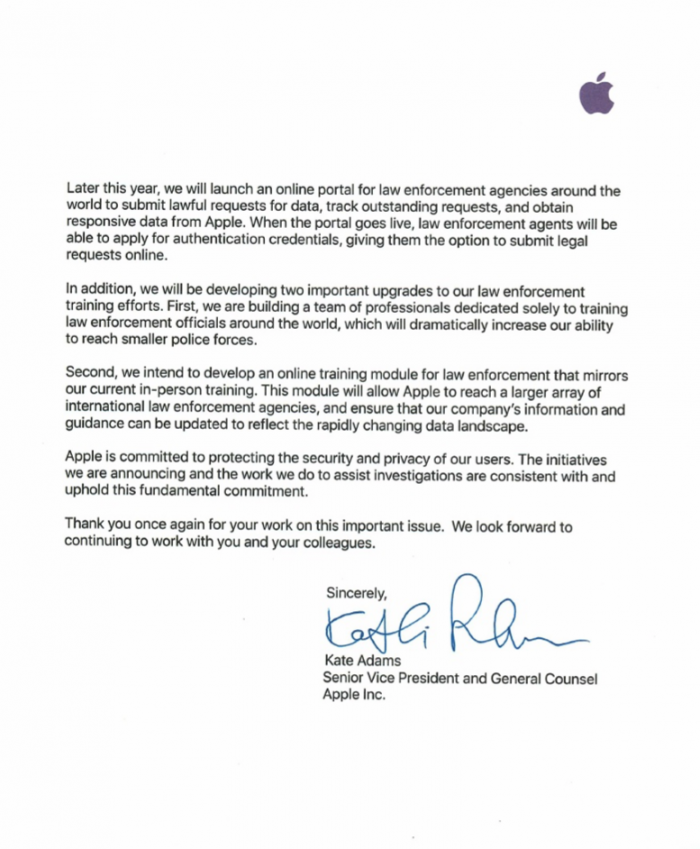 Later this year, we will launch an online portal for law enforcement agencies around the
world to submit lawful requests for data, track outstanding requests, and obtain
responsive data from Apple. When the portal goes live, law enforcement agents will be
able to apply for authentication credentials, giving them the option to submit legal
requests online.
In addition, we will be developing two important upgrades to our law enforcement
training efforts. First, we are building a team of professionals dedicated solely to training
law enforcement officials around the world, which will dramatically increase our ability
to reach smaller police forces.
Second, we intend to develop an online training module for law enforcement that mirrors
our current in-person training. This module will allow Apple to reach a larger array of
international law enforcement agencies, and ensure that our company's information and
guidance can be updated to reflect the rapidly changing data landscape.
Apple is committed to protecting the security and privacy of our users. The initiatives
we are announcing and the work we do to assist investigations are consistent with and
uphold this fundamental commitment.
Thank you once again for your work on this important issue. We look forward to
continuing to work with you and your colleagues.
Sincerely,
Kate Adams
Senior Vice President and General Counsel
Apple Inc.